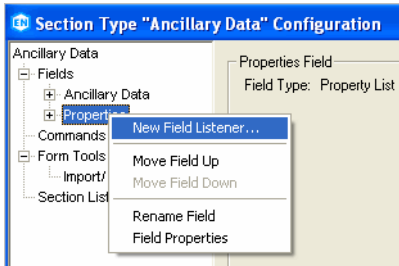 EN Section Type "Ancillary Data" Configuration
Ancillary Data
Fields
Ancillary Data
Properties
Commands
Form Tools
Import/
Section List
Properties Field
Field Type: Property List
New Field Listener...
Move Field Up
Move Field Down
Rename Field
Field Properties